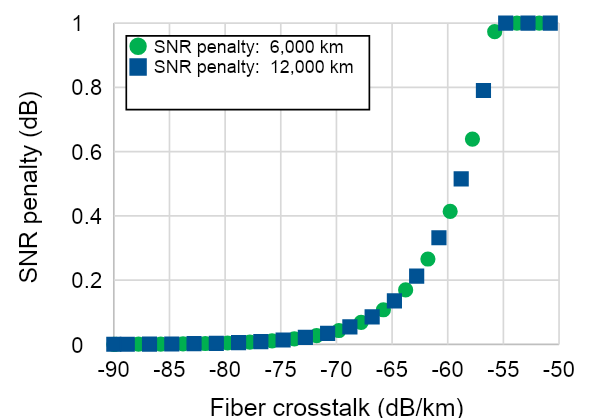 SNR penalty (dB)
1
0.8
0.6
0.4
0.2
0
SNR penalty: 6,000 km
SNR penalty: 12,000 km
-90 -85 -80 -75 -70 -65 -60 -55 -50
Fiber crosstalk (dB/km)